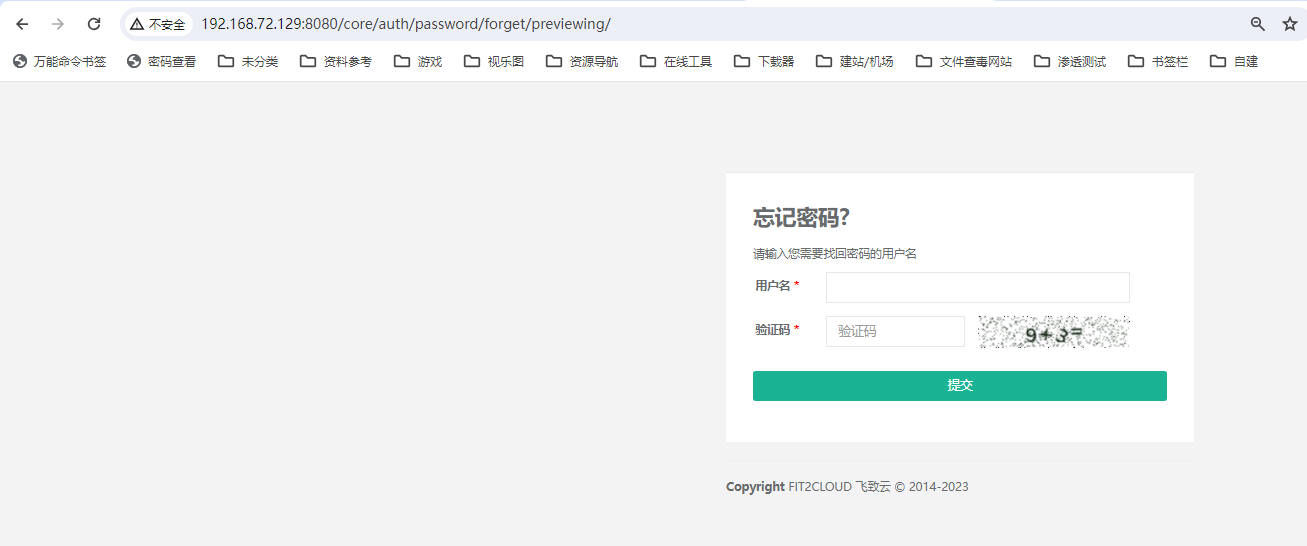 不安全 192.168.72.129:8080/core/auth/password/forget/previewing/
万能命令书签 密码查看 未分类 资料参考 游戏 视乐图 资源导航 在线工具 下载器 建站/机场 文件查毒网站 渗透测试 书签栏 自建
忘记密码?
请输入您需要找回密码的用户名
用户名 *
验证码 * 验证码 9+3=
提交
Copyright FIT2CLOUD 飞致云 © 2014-2023